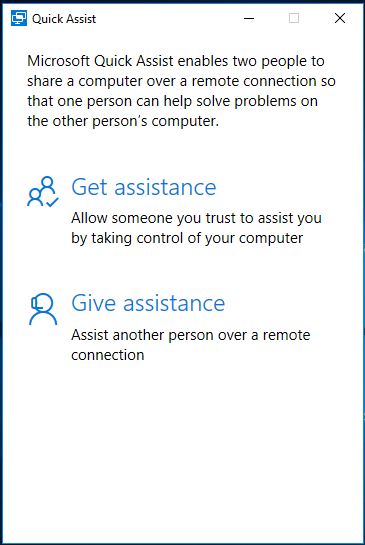 Quick Assist
Microsoft Quick Assist enables two people to
share a computer over a remote connection so
that one person can help solve problems on
the other person's computer.
Get assistance
Allow someone you trust to assist you
by taking control of your computer
Give assistance
Assist another person over a remote
connection